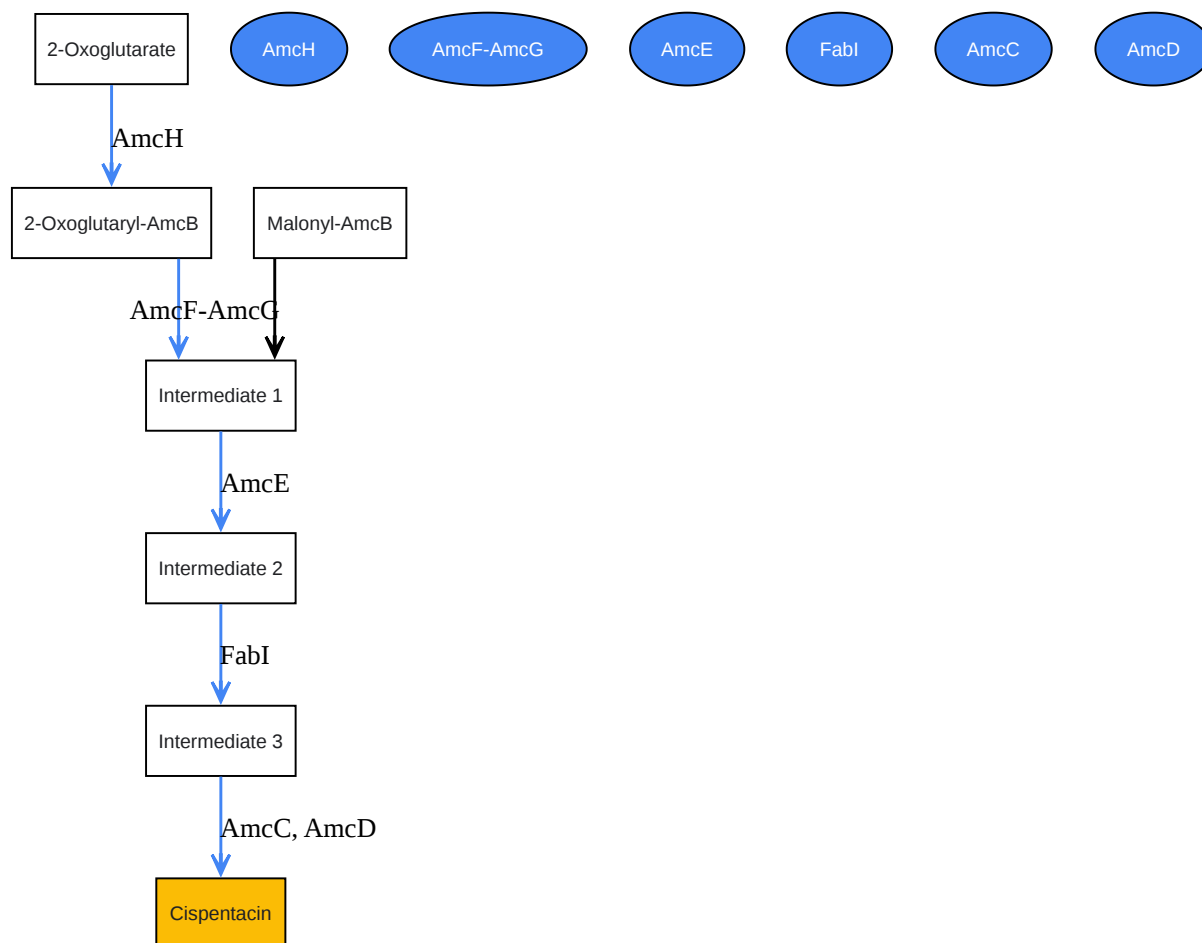 2-Oxoglutarate
AmcH
AmcF-AmcG
AmcE
FabI
AmcC
AmcD
AmcH
2-Oxoglutaryl-AmcB
Malonyl-AmcB
AmcF-AmcG
Intermediate 1
AmcE
Intermediate 2
FabI
Intermediate 3
AmcC, AmcD
Cispentacin